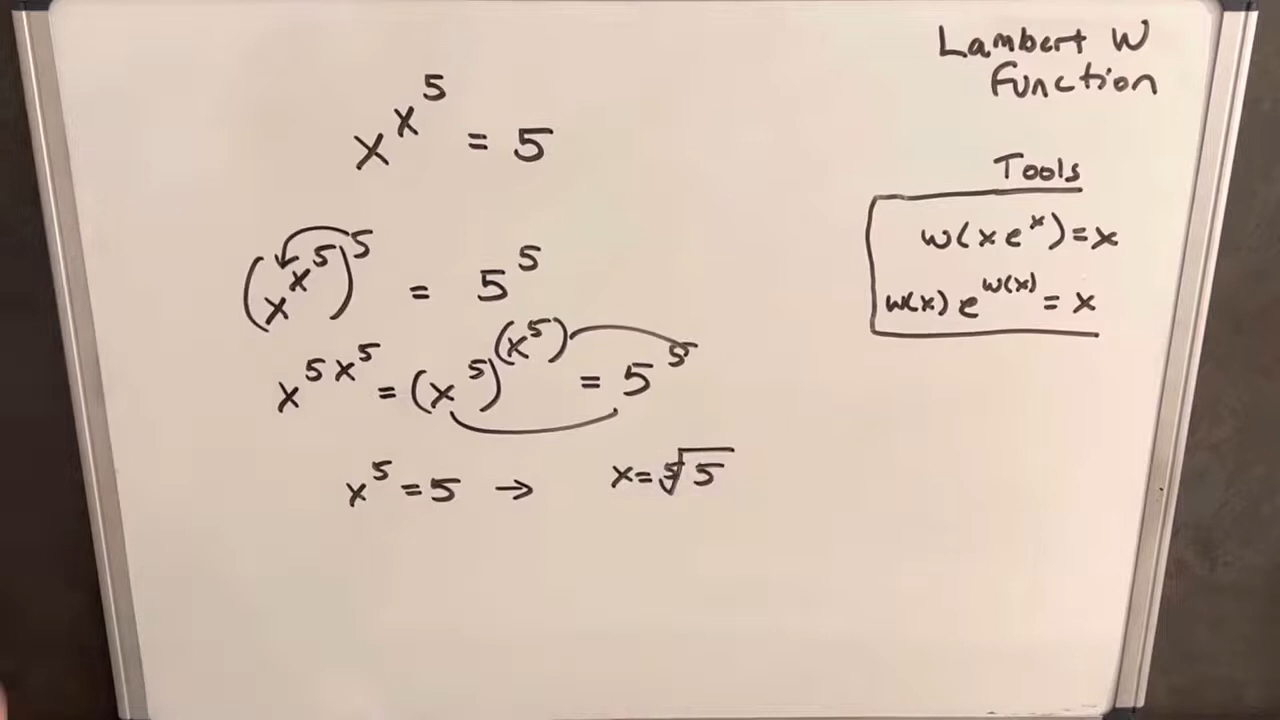 x^x^5 = 5
(x^x^5)^5 = 5^5
x^5x^5 = (x^5)^(x^5) = 5^5
x^5 = 5 → x = ⁵√5
Lambert W
Function
Tools
W(xe^x) = x
W(x)e^W(x) = x